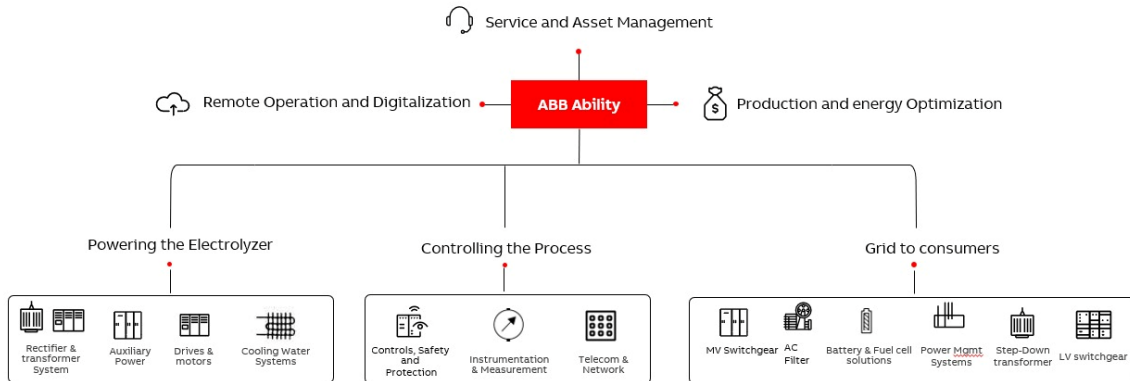 Service and Asset Management
Remote Operation and Digitalization
ABB Ability
$
Production and energy Optimization
Powering the Electrolyzer
Controlling the Process
Grid to consumers
Rectifier &
transformer
System
Auxiliary
Power
Drives &
motors
Cooling Water
Systems
Controls, Safety
and
Protection
Instrumentation
& Measurement
Telecom &
Network
MV Switchgear
AC
Filter
Battery & Fuel cell
solutions
Power Mgmt
Systems
Step-Down
transformer
LV switchgear